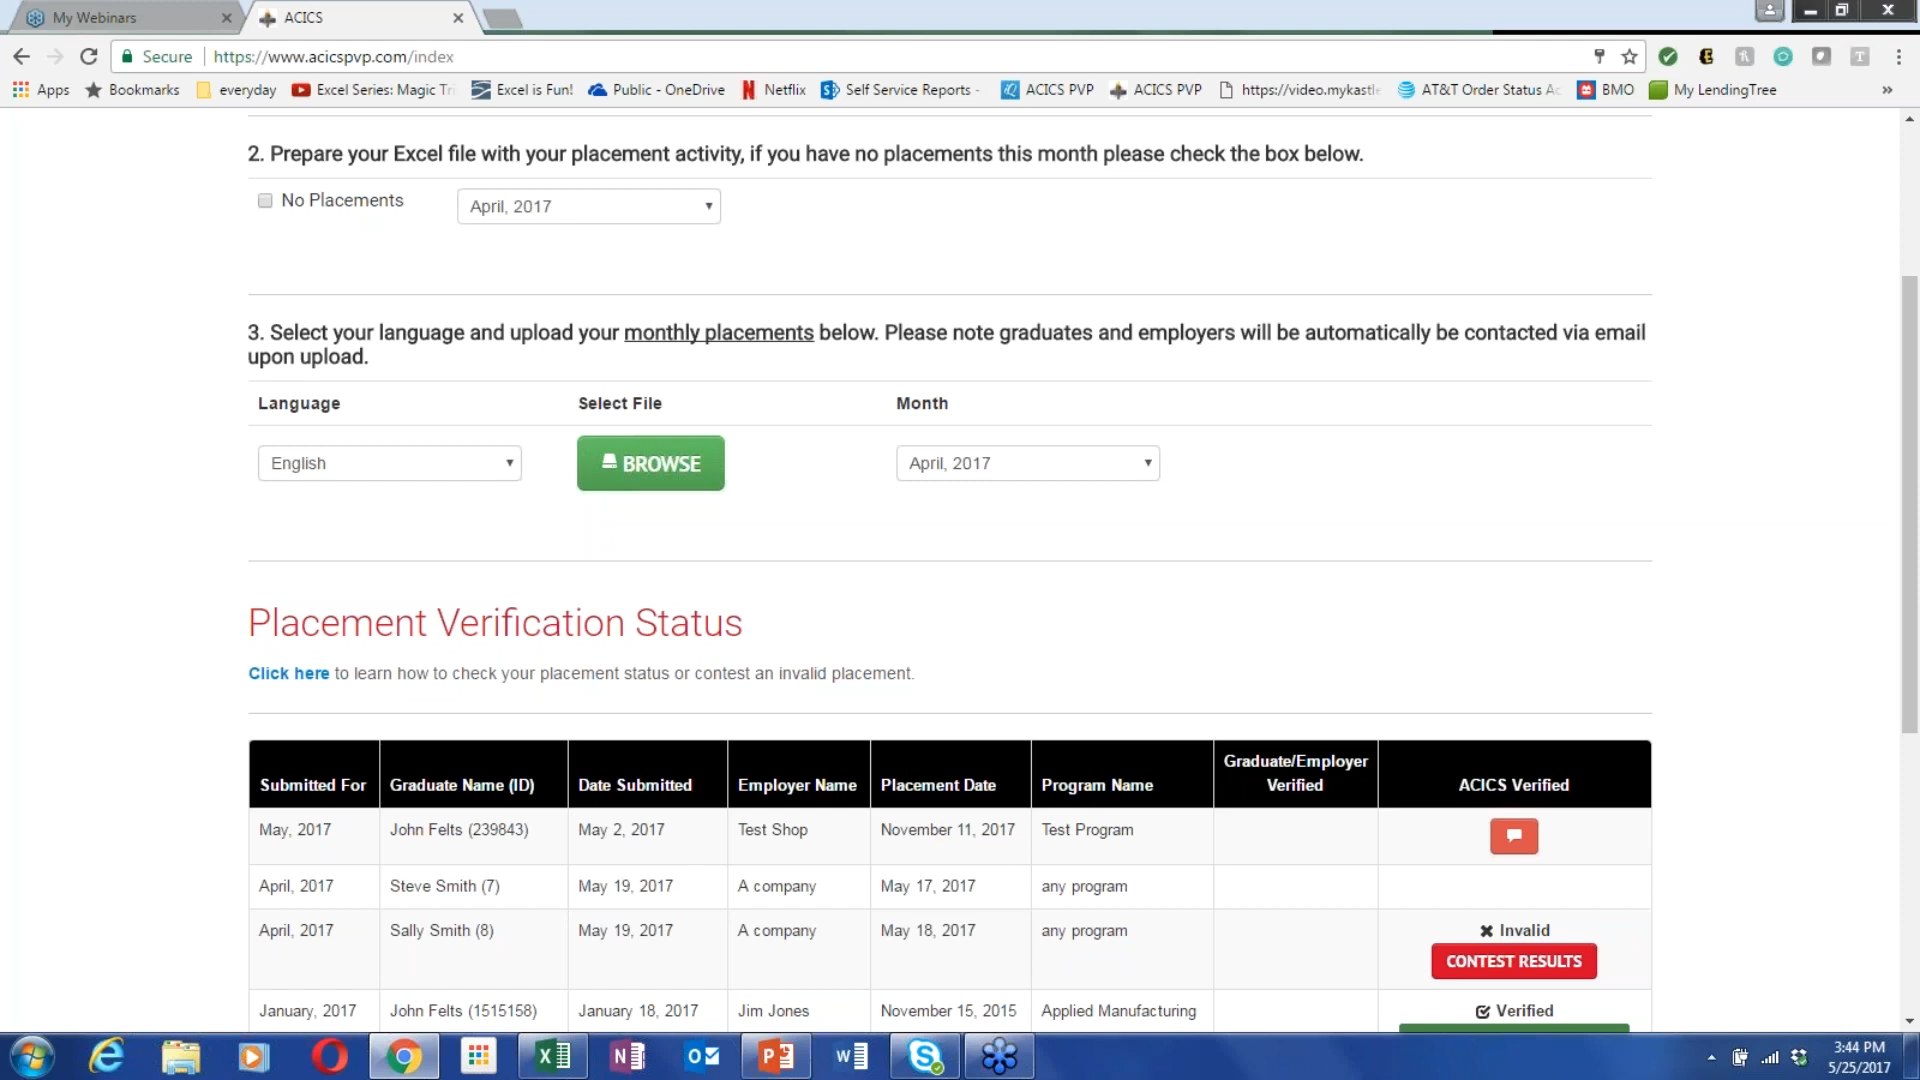 My Webinars
ACICS
Secure https://www.acicspvp.com/index
Apps Bookmarks everyday Excel Series: Magic Tri Excel is Fun! Public - OneDrive Netflix Self Service Reports - ACICS PVP ACICS PVP https://video.mykastle AT&T Order Status Ac BMO My LendingTree »
2. Prepare your Excel file with your placement activity, if you have no placements this month please check the box below.
No Placements April, 2017
3. Select your language and upload your monthly placements below. Please note graduates and employers will be automatically be contacted via email
upon upload.
Language Select File Month
English BROWSE April, 2017
Placement Verification Status
Click here to learn how to check your placement status or contest an invalid placement.
Submitted For Graduate Name (ID) Date Submitted Employer Name Placement Date Program Name Graduate/Employer Verified ACICS Verified
May, 2017 John Felts (239843) May 2, 2017 Test Shop November 11, 2017 Test Program
April, 2017 Steve Smith (7) May 19, 2017 A company May 17, 2017 any program
April, 2017 Sally Smith (8) May 19, 2017 A company May 18, 2017 any program Invalid
CONTEST RESULTS
January, 2017 John Felts (1515158) January 18, 2017 Jim Jones November 15, 2015 Applied Manufacturing Verified
3:44 PM
5/25/2017